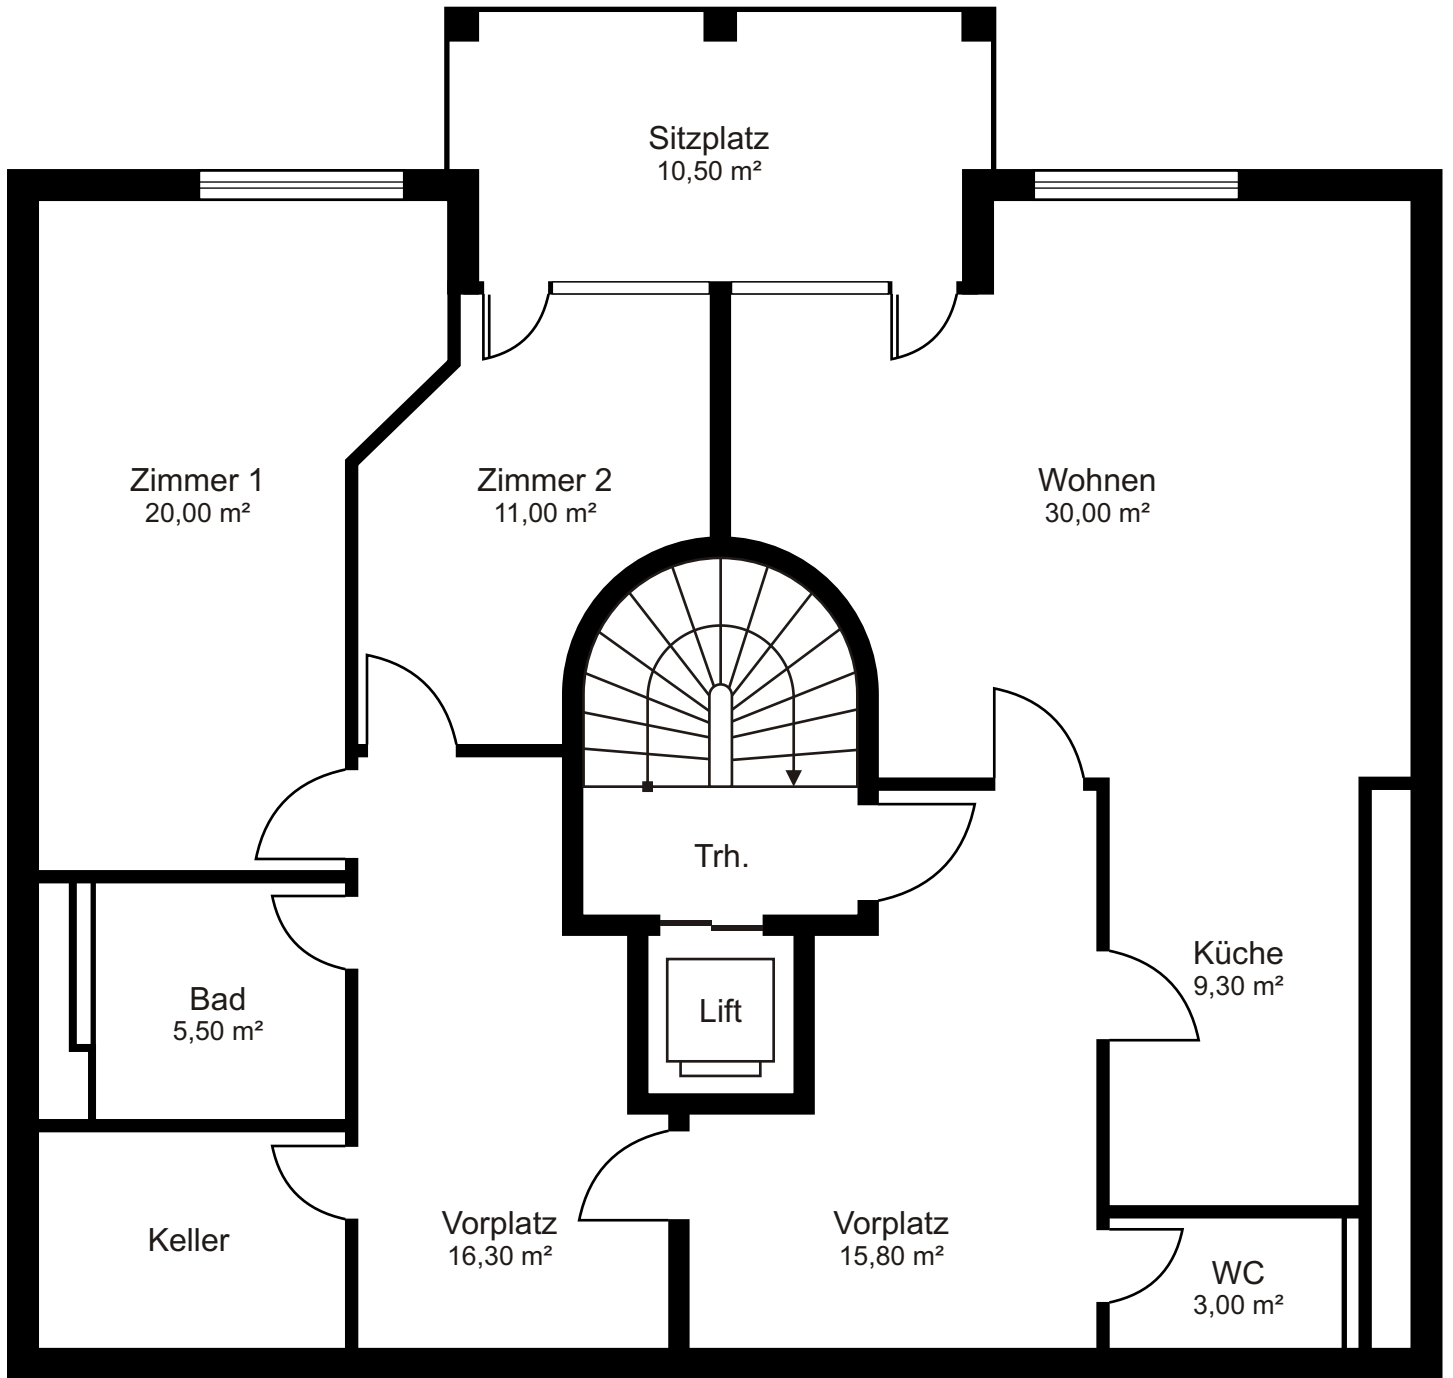 Sitzplatz
10,50 m²
Zimmer 1
20,00 m²
Zimmer 2
11,00 m²
Wohnen
30,00 m²
Trh.
Küche
9,30 m²
Bad
5,50 m²
Lift
Keller
Vorplatz
16,30 m²
Vorplatz
15,80 m²
WC
3,00 m²